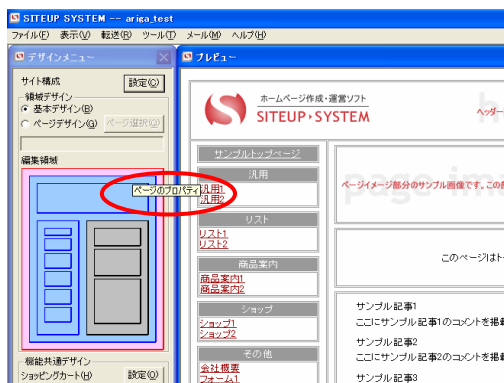 SITEUP SYSTEM -- ariga_test
ファイル(F) 表示(V) 転送(R) ツール(T) メール(M) ヘルプ(H)
デザインメニュー
プレビュー
サイト構成
設定(C)
領域デザイン
基本デザイン(B)
ページデザイン(G)
ページ選択(Q)
編集領域
ページのプロパティ
機能共通デザイン
ショッピングカート(H)
設定(O)
ホームページ作成・運営ソフト
SITEUP SYSTEM
ヘッダー
サンプルトップページ
汎用
汎用1
汎用2
リスト
リスト1
リスト2
商品案内
商品案内1
商品案内2
ショップ
ショップ1
ショップ2
その他
会社概要
フォーム1
page im
ページイメージ部分のサンプル画像です。この
このページはト
サンプル記事1
ここにサンプル記事1のコメントを掲
サンプル記事2
ここにサンプル記事2のコメントを掲
サンプル記事3